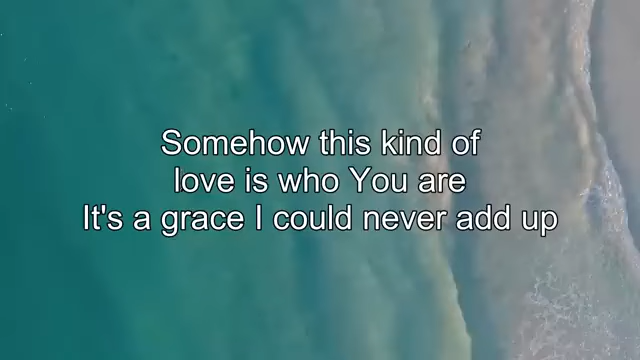 Somehow this kind of
love is who You are
It's a grace I could never add up